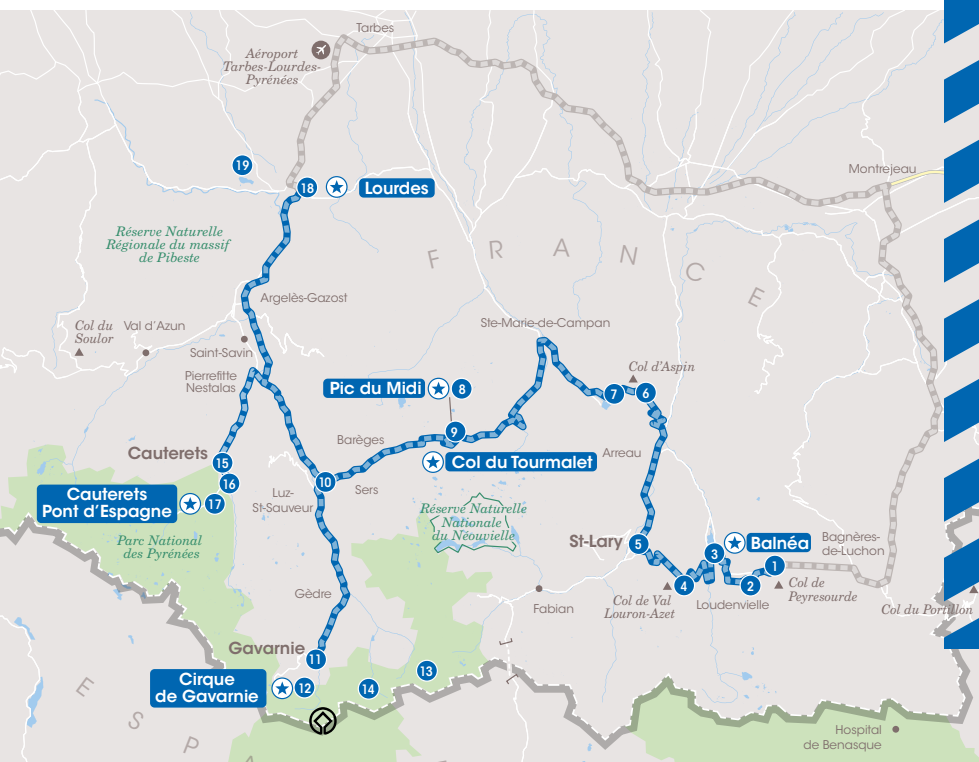 Tarbes
Aéroport
Tarbes-Lourdes-
Pyrénées
Montrejeau
19
18
Lourdes
Réserve Naturelle
Régionale du massif
de Pibeste
F R A N C E
Argelès-Gazost
Col du
Soulor
Val d'Azun
Saint-Savin
Pierrefitte
Nestalas
Ste-Marie-de-Campan
Col d'Aspin
Pic du Midi
8
7
6
9
Barèges
Col du Tourmalet
Arreau
Cauterets
15
16
10
Sers
Luz-
St-Sauveur
Cauterets
Pont d'Espagne
17
Réserve Naturelle
Nationale
du Néouvielle
Parc National
des Pyrénées
St-Lary
5
3
Balnéa
Bagnères-
de-Luchon
1
4
2
Col de
Peyresourde
Col de Val
Louron-Azet
Loudenvielle
Col du Portillon
Gèdre
Fabian
Gavarnie
11
13
Cirque
de Gavarnie
12
14
E S P A
Hospital
de Benasque